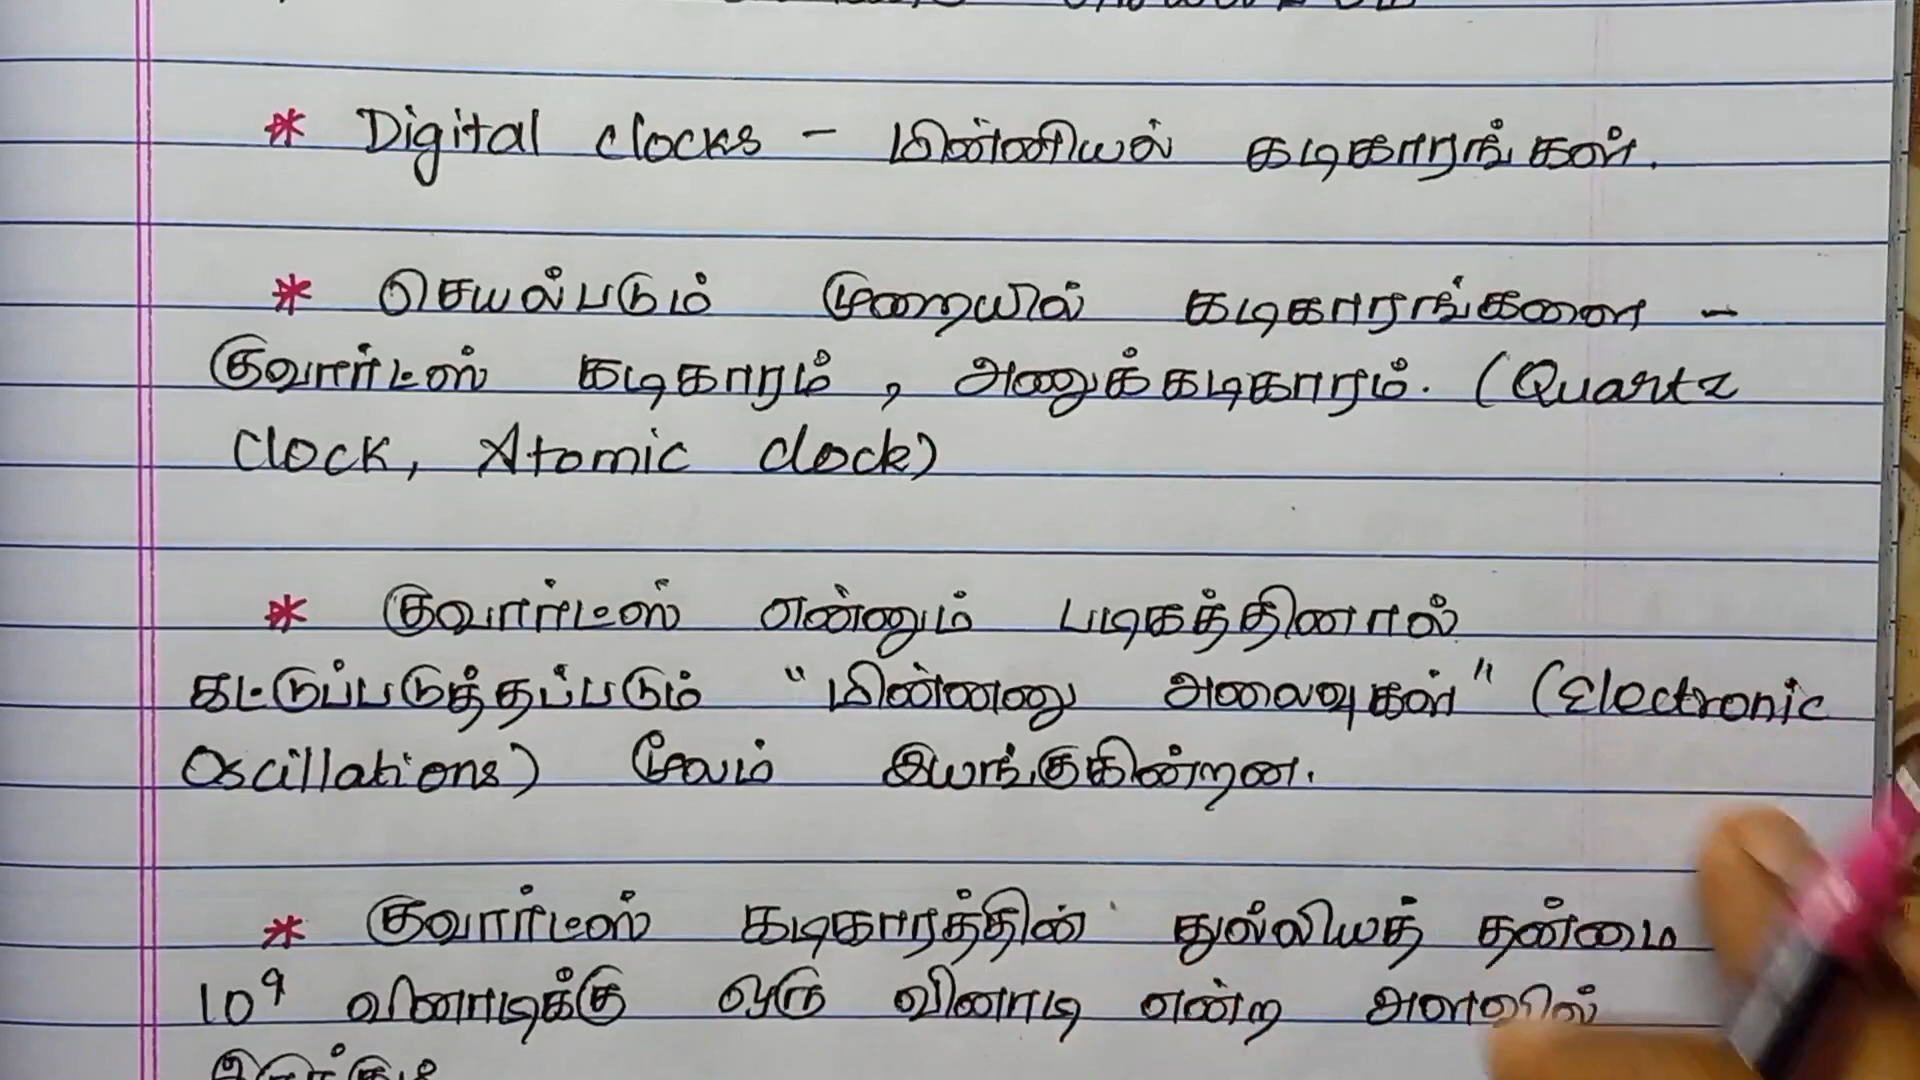 * Digital clocks - மின்னியல் கடிகாரங்கள்.
* செயல்படும் முறையில் கடிகாரங்களை -
குவார்ட்ஸ் கடிகாரம் , அணுக்கடிகாரம். (Quartz
Clock, Atomic clock)
* குவார்ட்ஸ் என்னும் படிகத்தினால்
கட்டுப்படுத்தப்படும் "மின்னணு அலைவுகள்" (Electronic
Oscillations) மூலம் இயங்குகின்றன.
* குவார்ட்ஸ் கடிகாரத்தின் துல்லியத் தன்மை
10⁹ வினாடிக்கு ஒரு வினாடி என்ற அளவில்
இருக்கும்